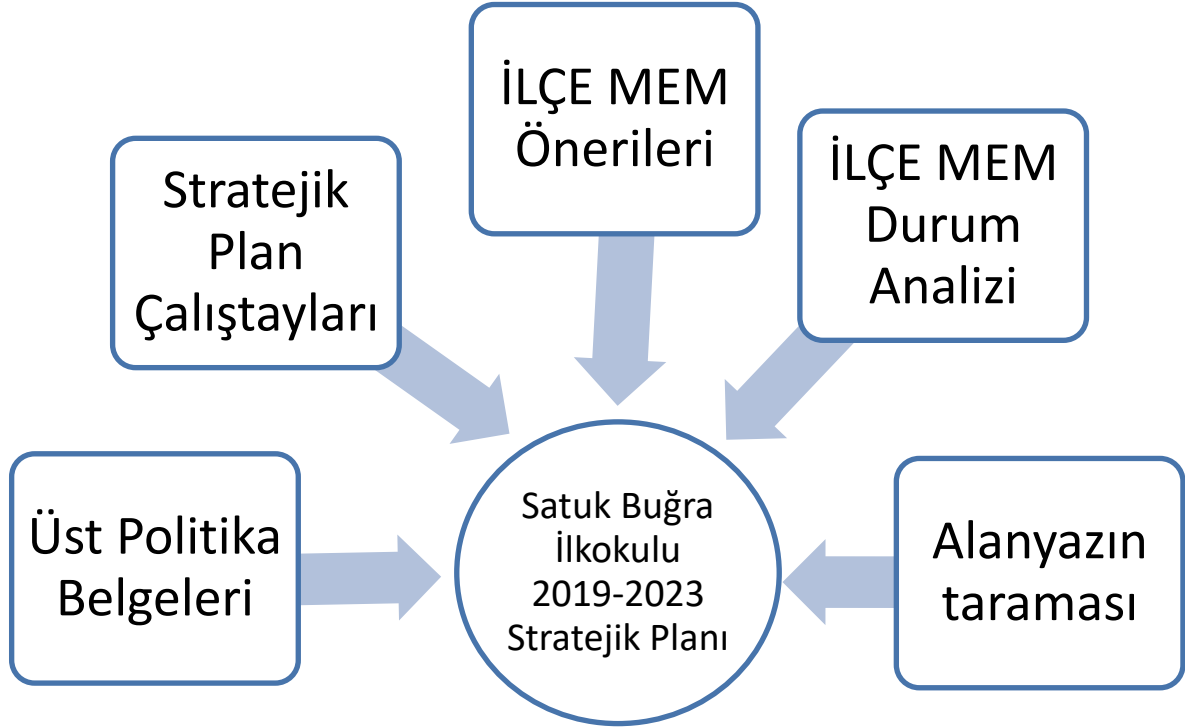 İLÇE MEM
Önerileri
Stratejik
Plan
Çalıştayları
İLÇE MEM
Durum
Analizi
Üst Politika
Belgeleri
Satuk Buğra
İlkokulu
2019-2023
Stratejik Planı
Alanyazın
taraması